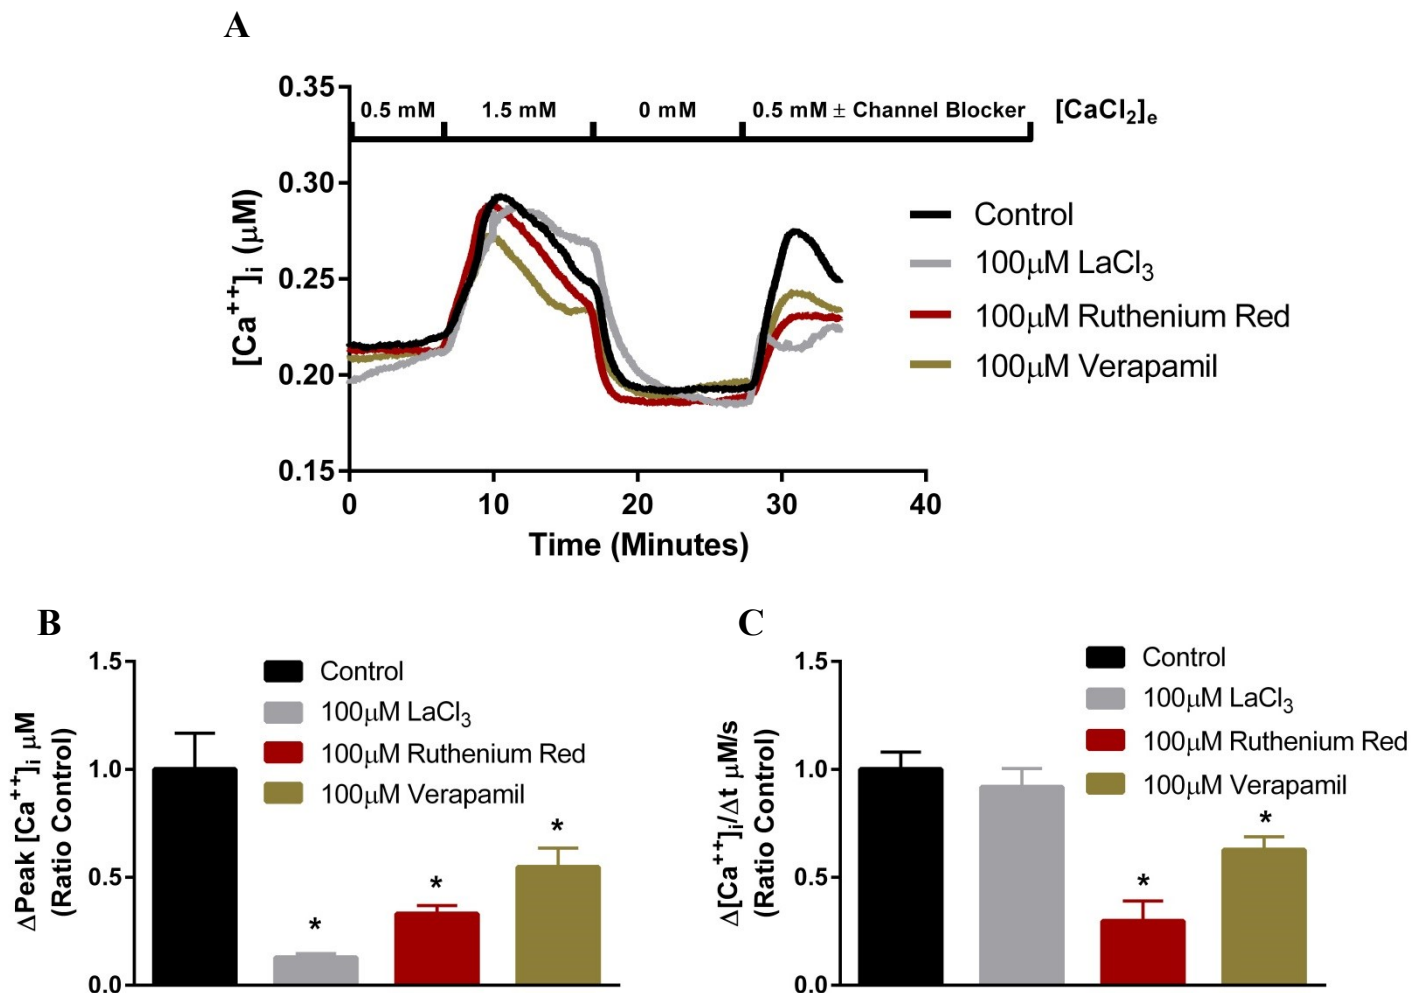 A
0.35
0.5 mM 1.5 mM 0 mM 0.5 mM ± Channel Blocker [CaCl₂]ₑ
0.30
0.25
0.20
0.15
[Ca⁺⁺]ᵢ (μM)
0 10 20 30 40
Time (Minutes)
Control
100μM LaCl₃
100μM Ruthenium Red
100μM Verapamil
B
1.5
1.0
0.5
0.0
ΔPeak [Ca⁺⁺]ᵢ μM
(Ratio Control)
Control
100μM LaCl₃
100μM Ruthenium Red
100μM Verapamil
* * *
C
1.5
1.0
0.5
0.0
Δ[Ca⁺⁺]ᵢ/Δt μM/s
(Ratio Control)
Control
100μM LaCl₃
100μM Ruthenium Red
100μM Verapamil
* *